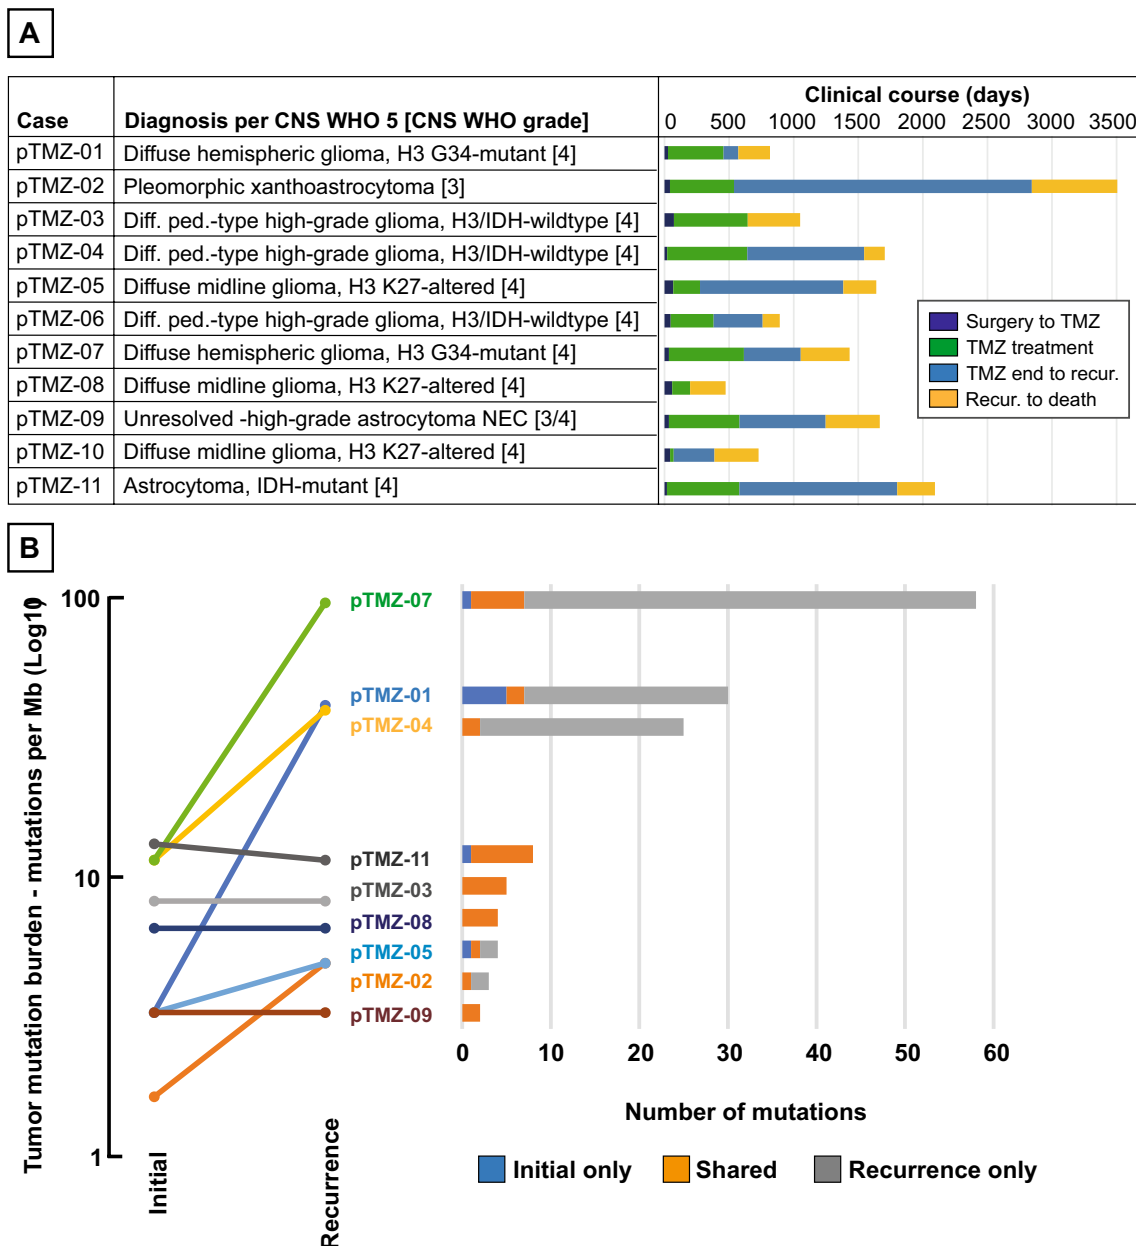 A
Clinical course (days)
Case Diagnosis per CNS WHO 5 [CNS WHO grade] 0 500 1000 1500 2000 2500 3000 3500
pTMZ-01 Diffuse hemispheric glioma, H3 G34-mutant [4]
pTMZ-02 Pleomorphic xanthoastrocytoma [3]
pTMZ-03 Diff. ped.-type high-grade glioma, H3/IDH-wildtype [4]
pTMZ-04 Diff. ped.-type high-grade glioma, H3/IDH-wildtype [4]
pTMZ-05 Diffuse midline glioma, H3 K27-altered [4]
pTMZ-06 Diff. ped.-type high-grade glioma, H3/IDH-wildtype [4]
pTMZ-07 Diffuse hemispheric glioma, H3 G34-mutant [4]
pTMZ-08 Diffuse midline glioma, H3 K27-altered [4]
pTMZ-09 Unresolved -high-grade astrocytoma NEC [3/4]
pTMZ-10 Diffuse midline glioma, H3 K27-altered [4]
pTMZ-11 Astrocytoma, IDH-mutant [4]
Surgery to TMZ
TMZ treatment
TMZ end to recur.
Recur. to death
B
Tumor mutation burden - mutations per Mb (Log10)
100
10
1
Initial
Recurrence
pTMZ-07
pTMZ-01
pTMZ-04
pTMZ-11
pTMZ-03
pTMZ-08
pTMZ-05
pTMZ-02
pTMZ-09
0 10 20 30 40 50 60
Number of mutations
Initial only Shared Recurrence only